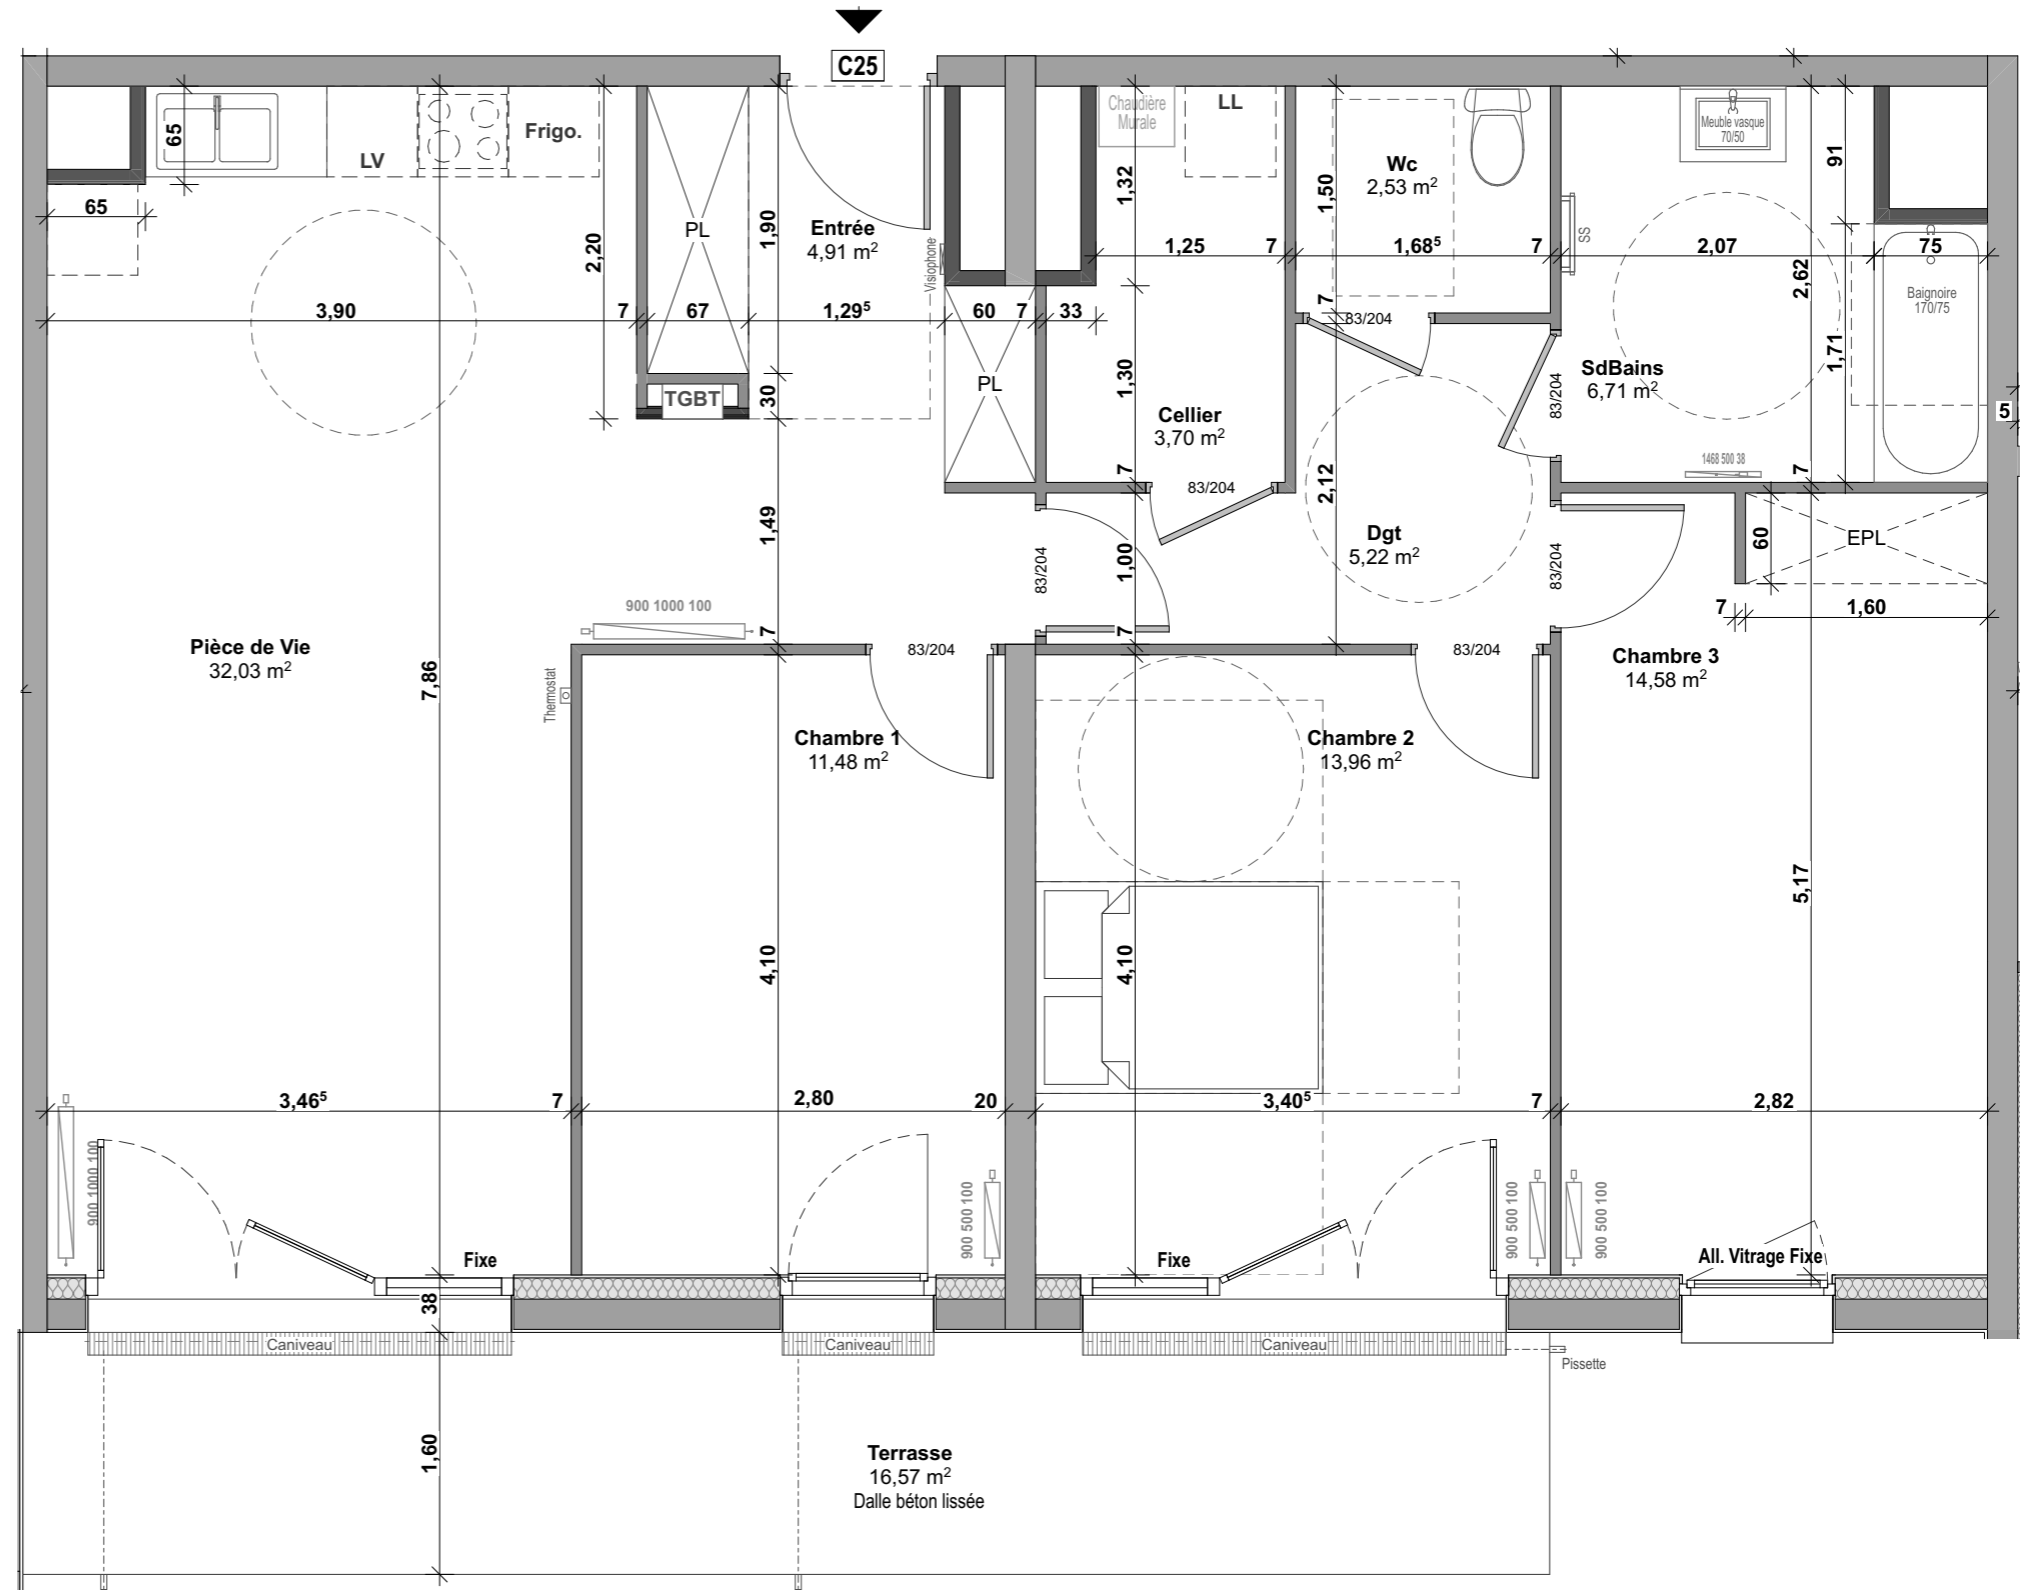 C25
Chaudière
Murale
LL
Meuble vasque
70/50
65
LV
Frigo.
Wc
2,53 m²
91
1,32
1,50
65
PL
1,90
Entrée
4,91 m²
Visiophone
2,20
1,25
7
1,68⁵
7
SS
2,07
75
2,62
Baignoire
170/75
3,90
7
67
1,29⁵
60
7
33
7
83/204
1,71
30
TGBT
PL
1,30
SdBains
6,71 m²
83/204
5
Cellier
3,70 m²
7
83/204
2,12
1468 500 38
7
1,49
83/204
1,00
Dgt
5,22 m²
83/204
60
EPL
900 1000 100
7
7
7
1,60
Pièce de Vie
32,03 m²
7,86
83/204
83/204
Chambre 3
14,58 m²
Themostat
Chambre 1
11,48 m²
Chambre 2
13,96 m²
5,17
4,10
4,10
3,46⁵
7
2,80
20
3,40⁵
7
2,82
900 1000 100
900 500 100
900 500 100
900 500 100
Fixe
Fixe
All. Vitrage Fixe
38
Caniveau
Caniveau
Caniveau
Pissette
1,60
Terrasse
16,57 m²
Dalle béton lissée